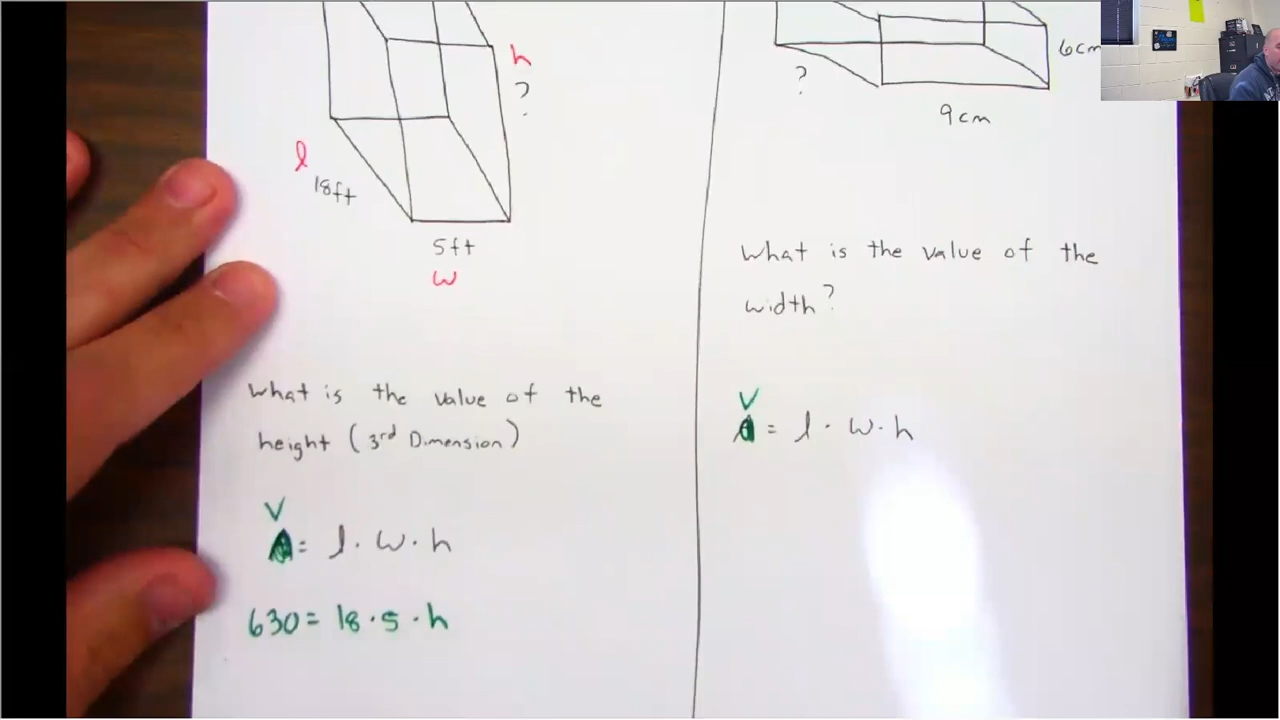 h
?
l
18ft
5ft
w
What is the value of the
height (3rd Dimension)
V
= l · w · h
630 = 18 · 5 · h
6cm
?
9cm
What is the value of the
width?
V
= l · w · h